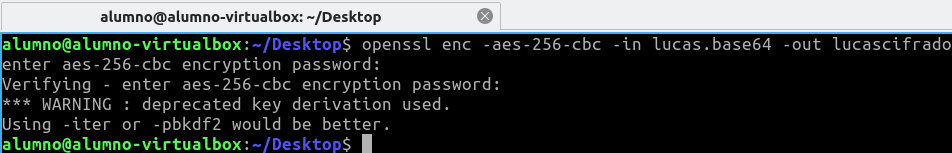 alumno@alumno-virtualbox: ~/Desktop
alumno@alumno-virtualbox:~/Desktop$ openssl enc -aes-256-cbc -in lucas.base64 -out lucascifrado
enter aes-256-cbc encryption password:
Verifying - enter aes-256-cbc encryption password:
*** WARNING : deprecated key derivation used.
Using -iter or -pbkdf2 would be better.
alumno@alumno-virtualbox:~/Desktop$